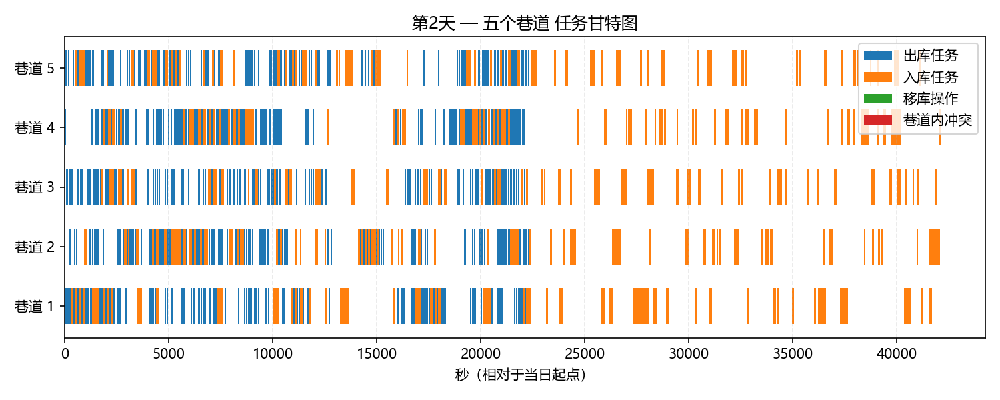 第2天 — 五个巷道 任务甘特图
巷道 5
巷道 4
巷道 3
巷道 2
巷道 1
出库任务
入库任务
移库操作
巷道内冲突
0
5000
10000
15000
20000
25000
30000
35000
40000
秒（相对于当日起点）